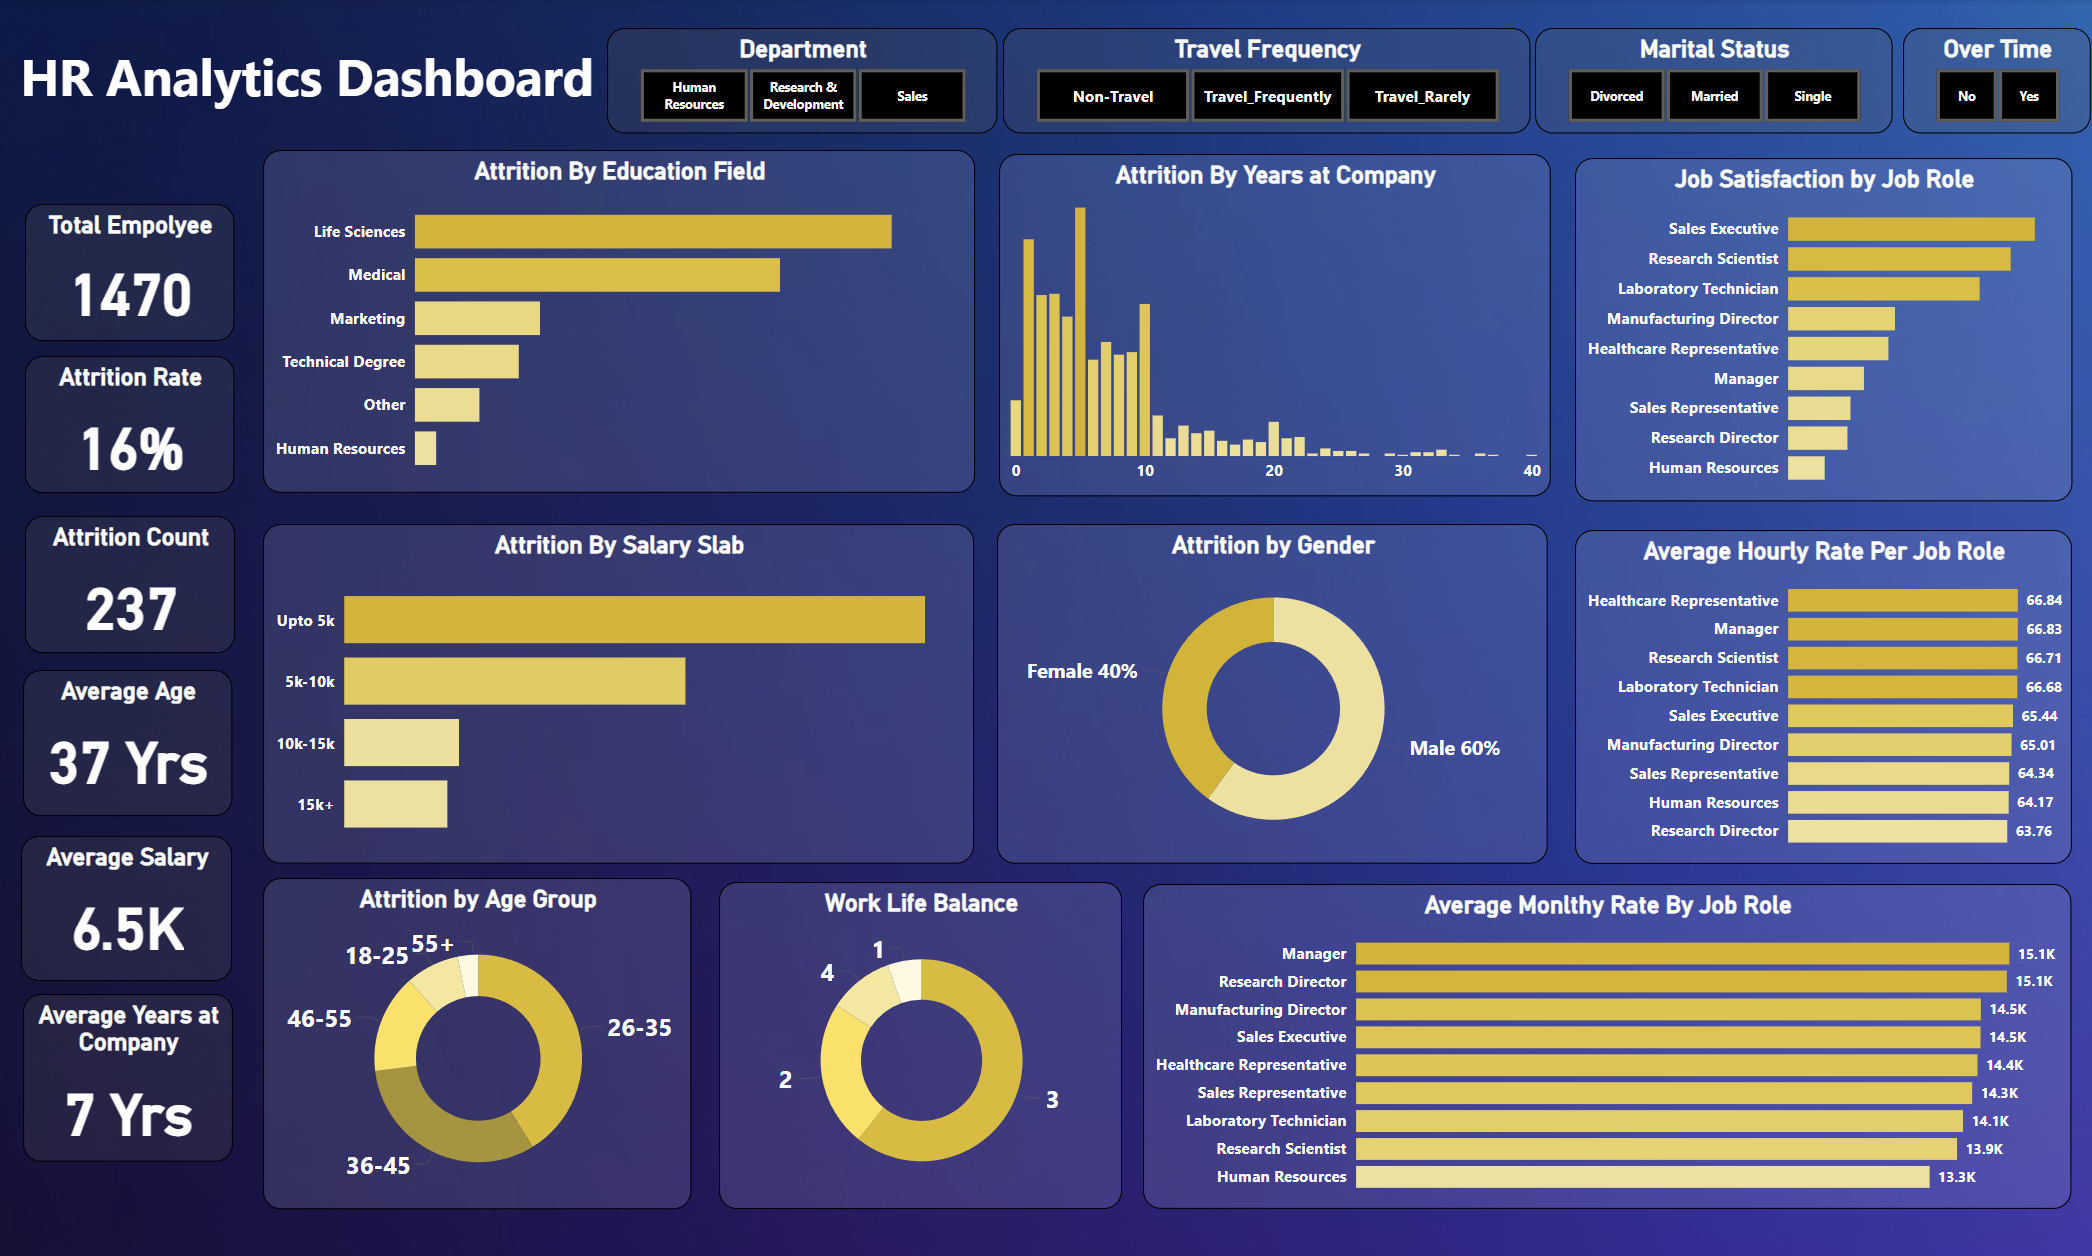 HR Analytics Dashboard
Department
Human
Resources
Research &
Development
Sales
Travel Frequency
Non-Travel
Travel_Frequently
Travel_Rarely
Marital Status
Divorced
Married
Single
Over Time
No
Yes
Total Empolyee
1470
Attrition Rate
16%
Attrition Count
237
Average Age
37 Yrs
Average Salary
6.5K
Average Years at
Company
7 Yrs
Attrition By Education Field
Life Sciences
Medical
Marketing
Technical Degree
Other
Human Resources
Attrition By Years at Company
0
10
20
30
40
Job Satisfaction by Job Role
Sales Executive
Research Scientist
Laboratory Technician
Manufacturing Director
Healthcare Representative
Manager
Sales Representative
Research Director
Human Resources
Attrition By Salary Slab
Upto 5k
5k-10k
10k-15k
15k+
Attrition by Gender
Female 40%
Male 60%
Average Hourly Rate Per Job Role
Healthcare Representative 66.84
Manager 66.83
Research Scientist 66.71
Laboratory Technician 66.68
Sales Executive 65.44
Manufacturing Director 65.01
Sales Representative 64.34
Human Resources 64.17
Research Director 63.76
Attrition by Age Group
55+
18-25
46-55
26-35
36-45
Work Life Balance
1
4
2
3
Average Monlthy Rate By Job Role
Manager 15.1K
Research Director 15.1K
Manufacturing Director 14.5K
Sales Executive 14.5K
Healthcare Representative 14.4K
Sales Representative 14.3K
Laboratory Technician 14.1K
Research Scientist 13.9K
Human Resources 13.3K